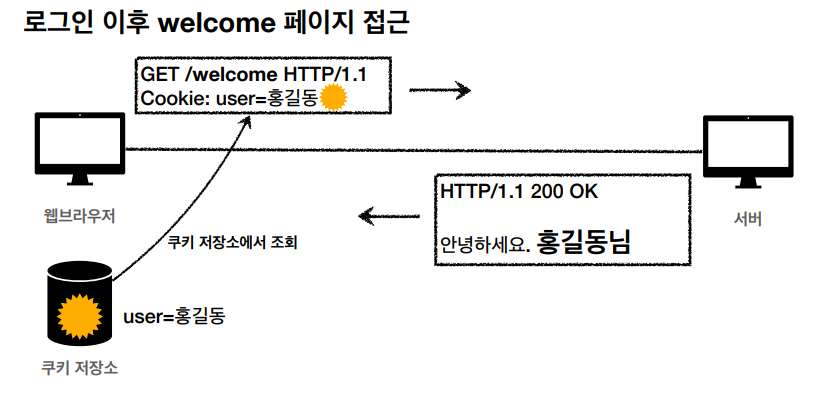 로그인 이후 welcome 페이지 접근
GET /welcome HTTP/1.1
Cookie: user=홍길동
웹브라우저
서버
HTTP/1.1 200 OK
안녕하세요. 홍길동님
쿠키 저장소에서 조회
user=홍길동
쿠키 저장소